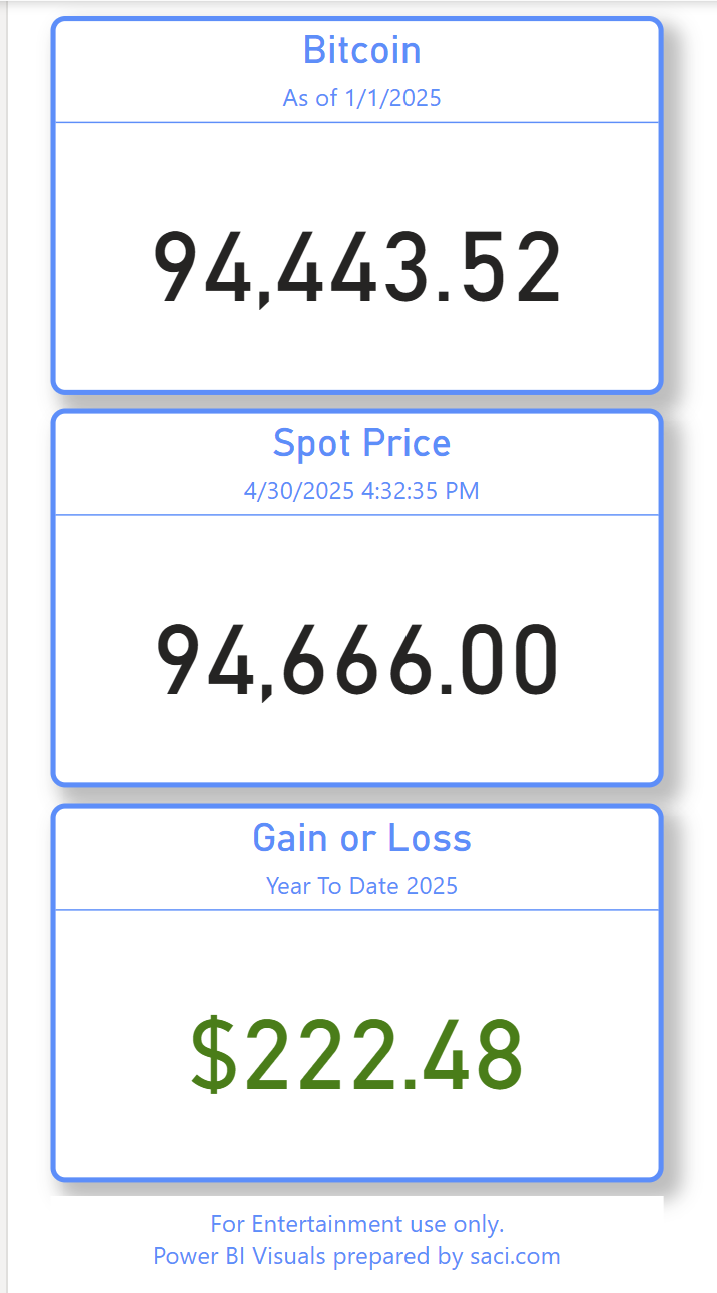 Bitcoin
As of 1/1/2025
94,443.52
Spot Price
4/30/2025 4:32:35 PM
94,666.00
Gain or Loss
Year To Date 2025
$222.48
For Entertainment use only.
Power BI Visuals prepared by saci.com